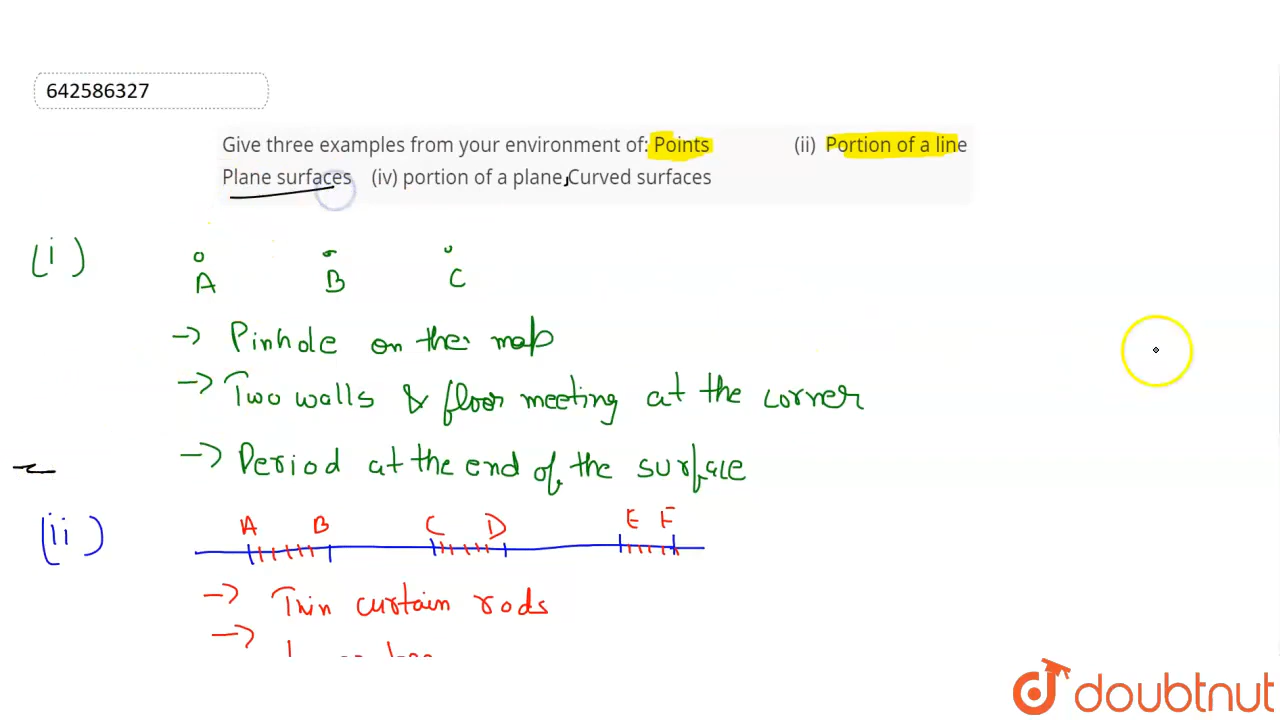 642586327
Give three examples from your environment of: Points (ii) Portion of a line
Plane surfaces (iv) portion of a plane,Curved surfaces
(i)
A B C
→ Pinhole on the map
→ Two walls & floor meeting at the corner
→ Period at the end of the surface
(ii)
A B C D E F
→ Thin curtain rods
→
doubtnut